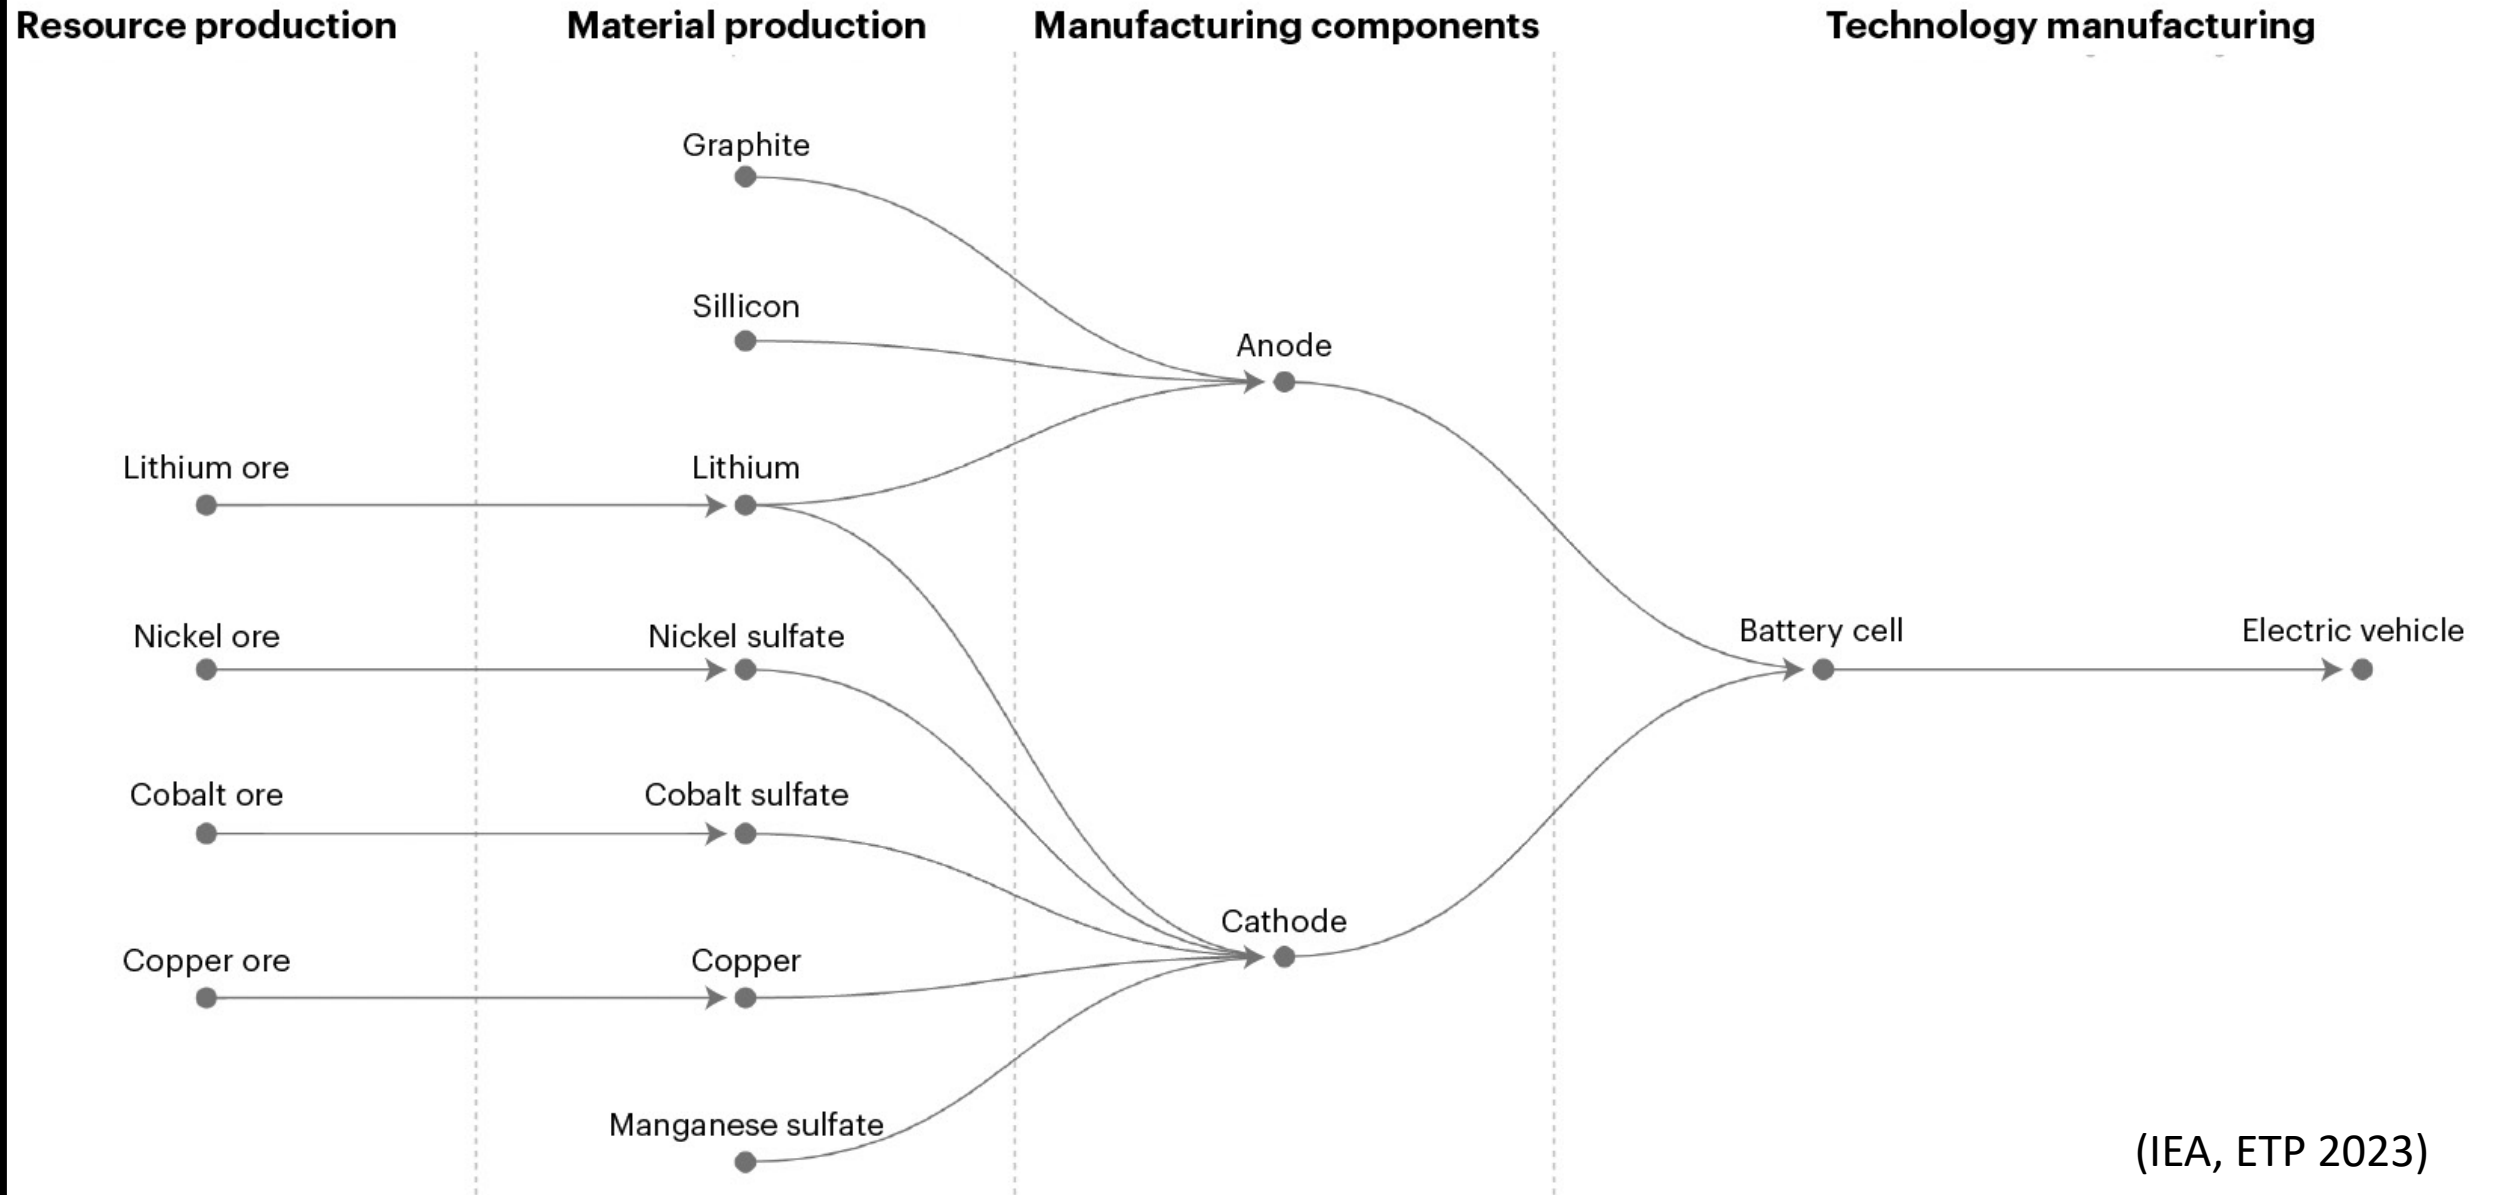 Resource production
Material production
Manufacturing components
Technology manufacturing
Graphite
Sillicon
Anode
Lithium ore
Lithium
Nickel ore
Nickel sulfate
Battery cell
Electric vehicle
Cobalt ore
Cobalt sulfate
Cathode
Copper ore
Copper
Manganese sulfate
(IEA, ETP 2023)